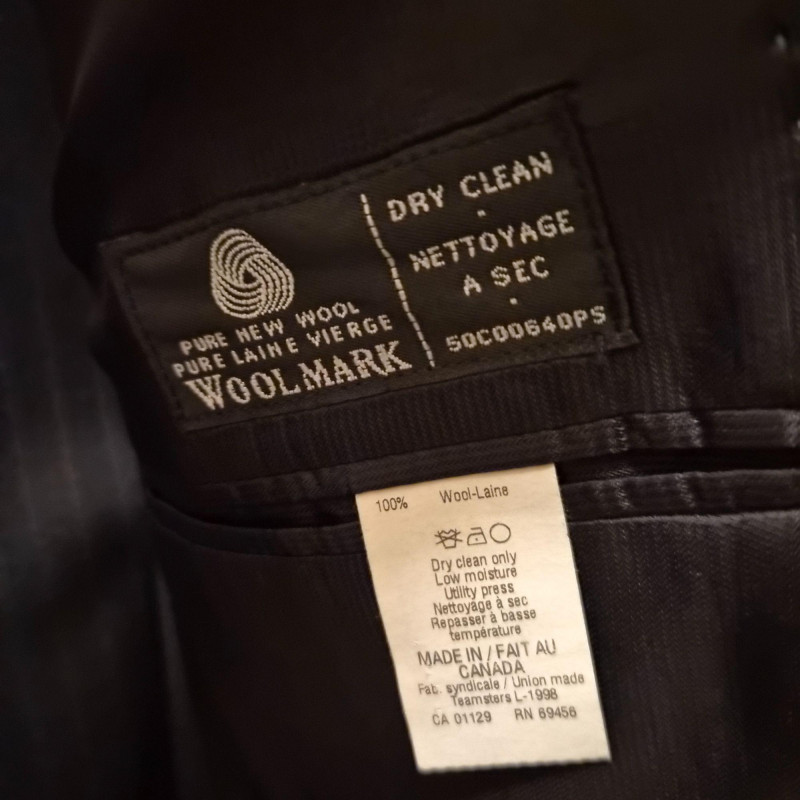 PURE NEW WOOL
PURE LAINE VIERGE
WOOLMARK
DRY CLEAN
NETTOYAGE
A SEC
50C00640PS
100% Wool-Laine
Dry clean only
Low moisture
Utility press
Nettoyage à sec
Repasser à basse
température
MADE IN / FAIT AU
CANADA
Fab. syndicale / Union made
Teamsters L-1998
CA 01129 RN 69456